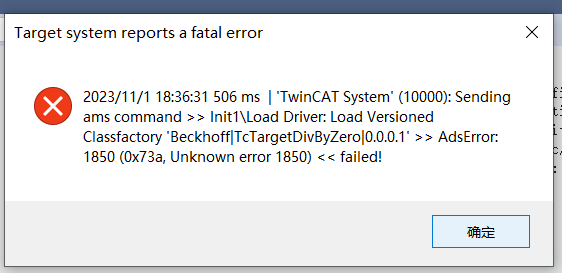 Target system reports a fatal error
2023/11/1 18:36:31 506 ms | 'TwinCAT System' (10000): Sending
ams command >> Init1\Load Driver: Load Versioned
Classfactory 'Beckhoff|TcTargetDivByZero|0.0.0.1' >> AdsError:
1850 (0x73a, Unknown error 1850) << failed!
确定